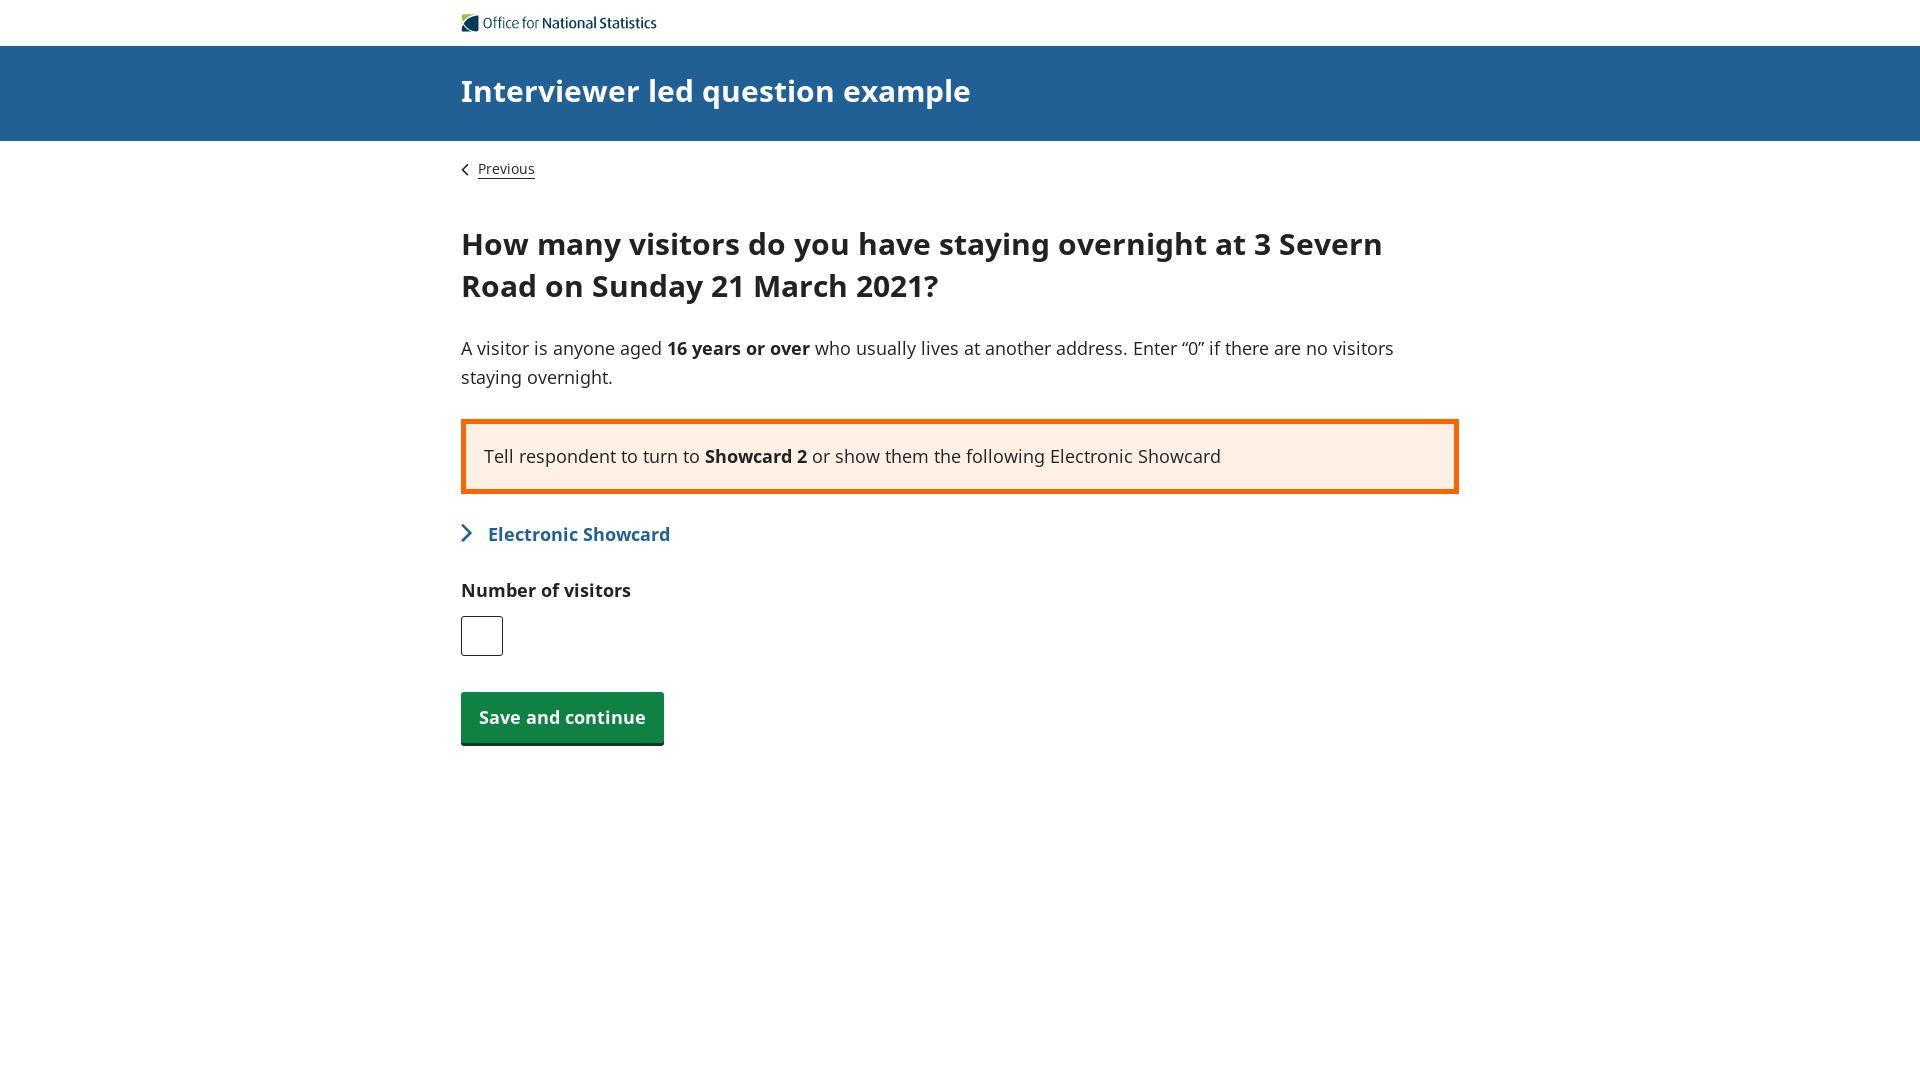 Office for National Statistics
Interviewer led question example
Previous
How many visitors do you have staying overnight at 3 Severn
Road on Sunday 21 March 2021?
A visitor is anyone aged 16 years or over who usually lives at another address. Enter “0” if there are no visitors
staying overnight.
Tell respondent to turn to Showcard 2 or show them the following Electronic Showcard
Electronic Showcard
Number of visitors
Save and continue